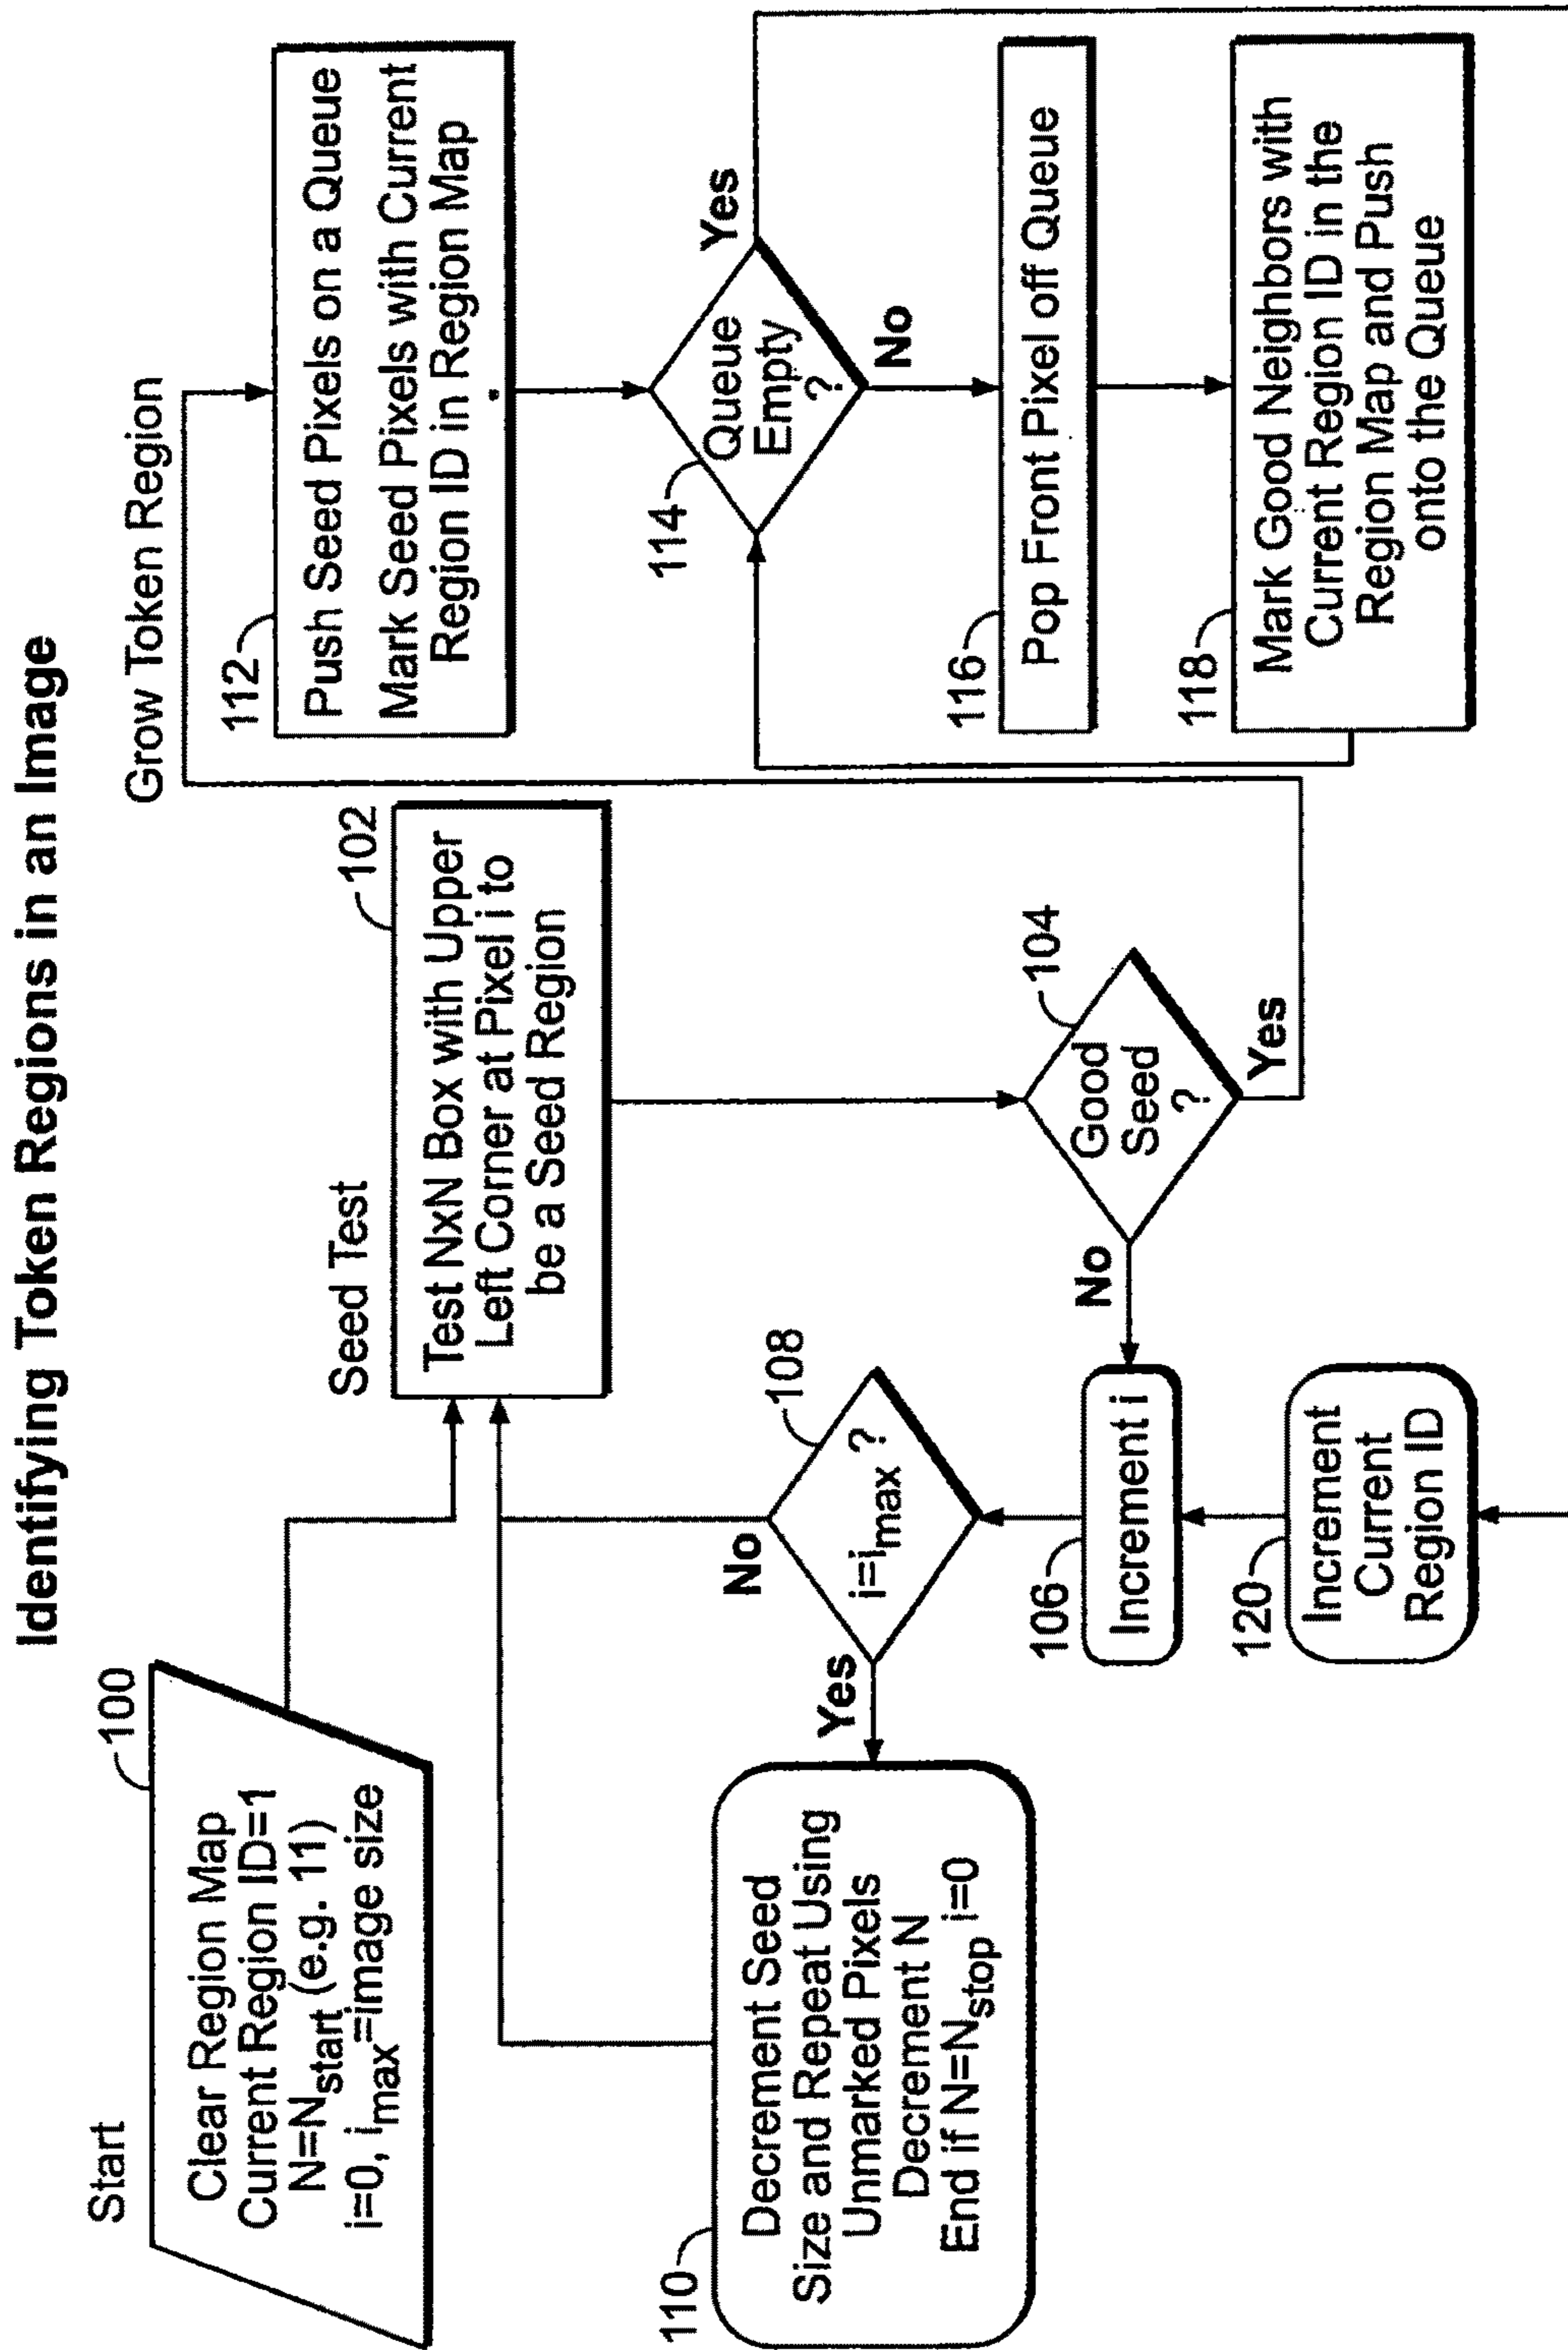 Identifying Token Regions in an Image
Start
100
Clear Region Map
Current Region ID=1
N=Nstart (e.g. 11)
i=0, imax=image size
Seed Test
102
Test NxN Box with Upper
Left Corner at Pixel i to
be a Seed Region
104
Good
Seed
?
No
Yes
106
Increment i
108
i=imax ?
No
Yes
110
Decrement Seed
Size and Repeat Using
Unmarked Pixels
Decrement N
End if N=Nstop i=0
120
Increment
Current
Region ID
Grow Token Region
112
Push Seed Pixels on a Queue
Mark Seed Pixels with Current
Region ID in Region Map
114
Queue
Empty
?
Yes
No
116
Pop Front Pixel off Queue
118
Mark Good Neighbors with
Current Region ID in the
Region Map and Push
onto the Queue